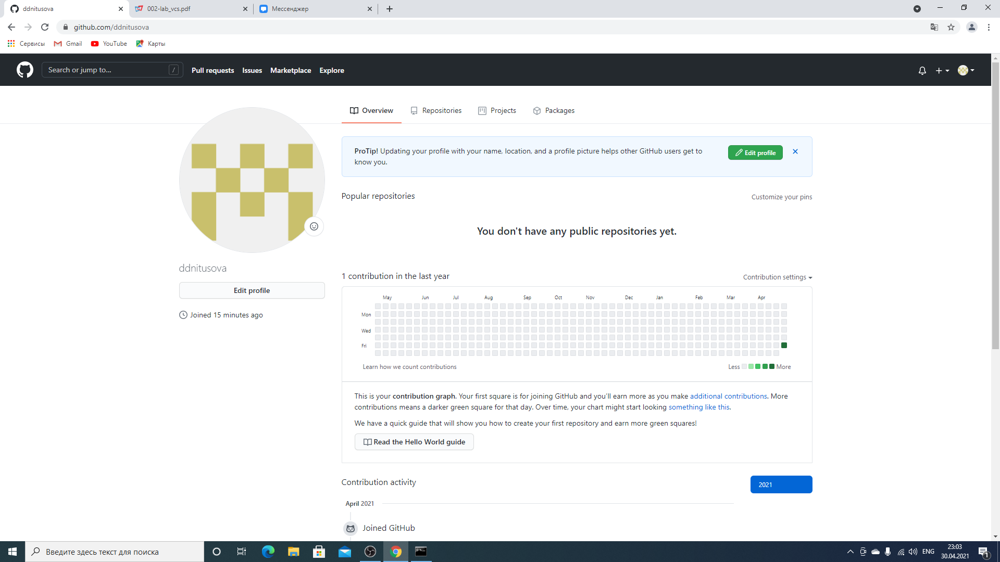 ddnitusova
002-lab_vcs.pdf
Мессенджер
github.com/ddnitusova
Сервисы
Gmail
YouTube
Карты
Search or jump to...
/
Pull requests
Issues
Marketplace
Explore
Overview
Repositories
Projects
Packages
ProTip! Updating your profile with your name, location, and a profile picture helps other GitHub users get to
know you.
Edit profile
Popular repositories
Customize your pins
You don't have any public repositories yet.
ddnitusova
Edit profile
Joined 15 minutes ago
1 contribution in the last year
Contribution settings
May Jun Jul Aug Sep Oct Nov Dec Jan Feb Mar Apr
Mon
Wed
Fri
Learn how we count contributions
Less
More
This is your contribution graph. Your first square is for joining GitHub and you'll earn more as you make additional contributions. More
contributions means a darker green square for that day. Over time, your chart might start looking something like this.
We have a quick guide that will show you how to create your first repository and earn more green squares!
Read the Hello World guide
Contribution activity
2021
April 2021
Joined GitHub
Введите здесь текст для поиска
ENG
23:03
30.04.2021
1